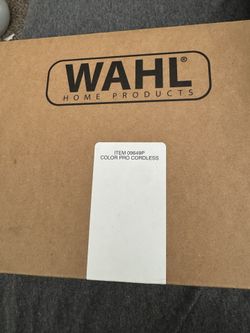 WAHL®
HOME PRODUCTS
ITEM 09649P
COLOR PRO CORDLESS